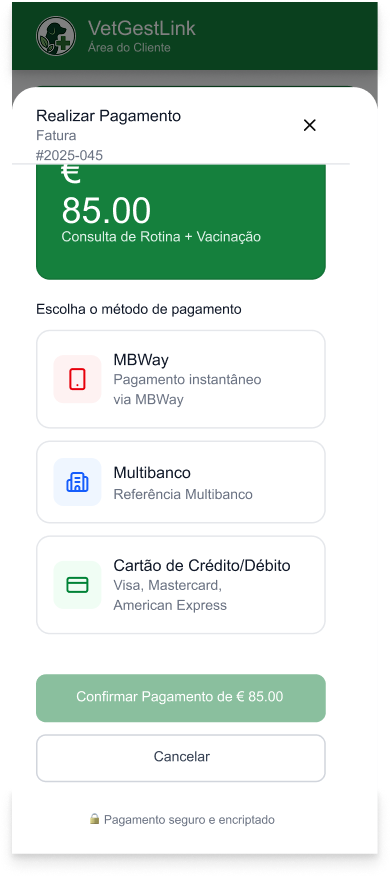 VetGestLink
Área do Cliente
Realizar Pagamento
Fatura
#2025-045
€
85.00
Consulta de Rotina + Vacinação
Escolha o método de pagamento
MBWay
Pagamento instantâneo
via MBWay
Multibanco
Referência Multibanco
Cartão de Crédito/Débito
Visa, Mastercard,
American Express
Confirmar Pagamento de € 85.00
Cancelar
🔒 Pagamento seguro e encriptado